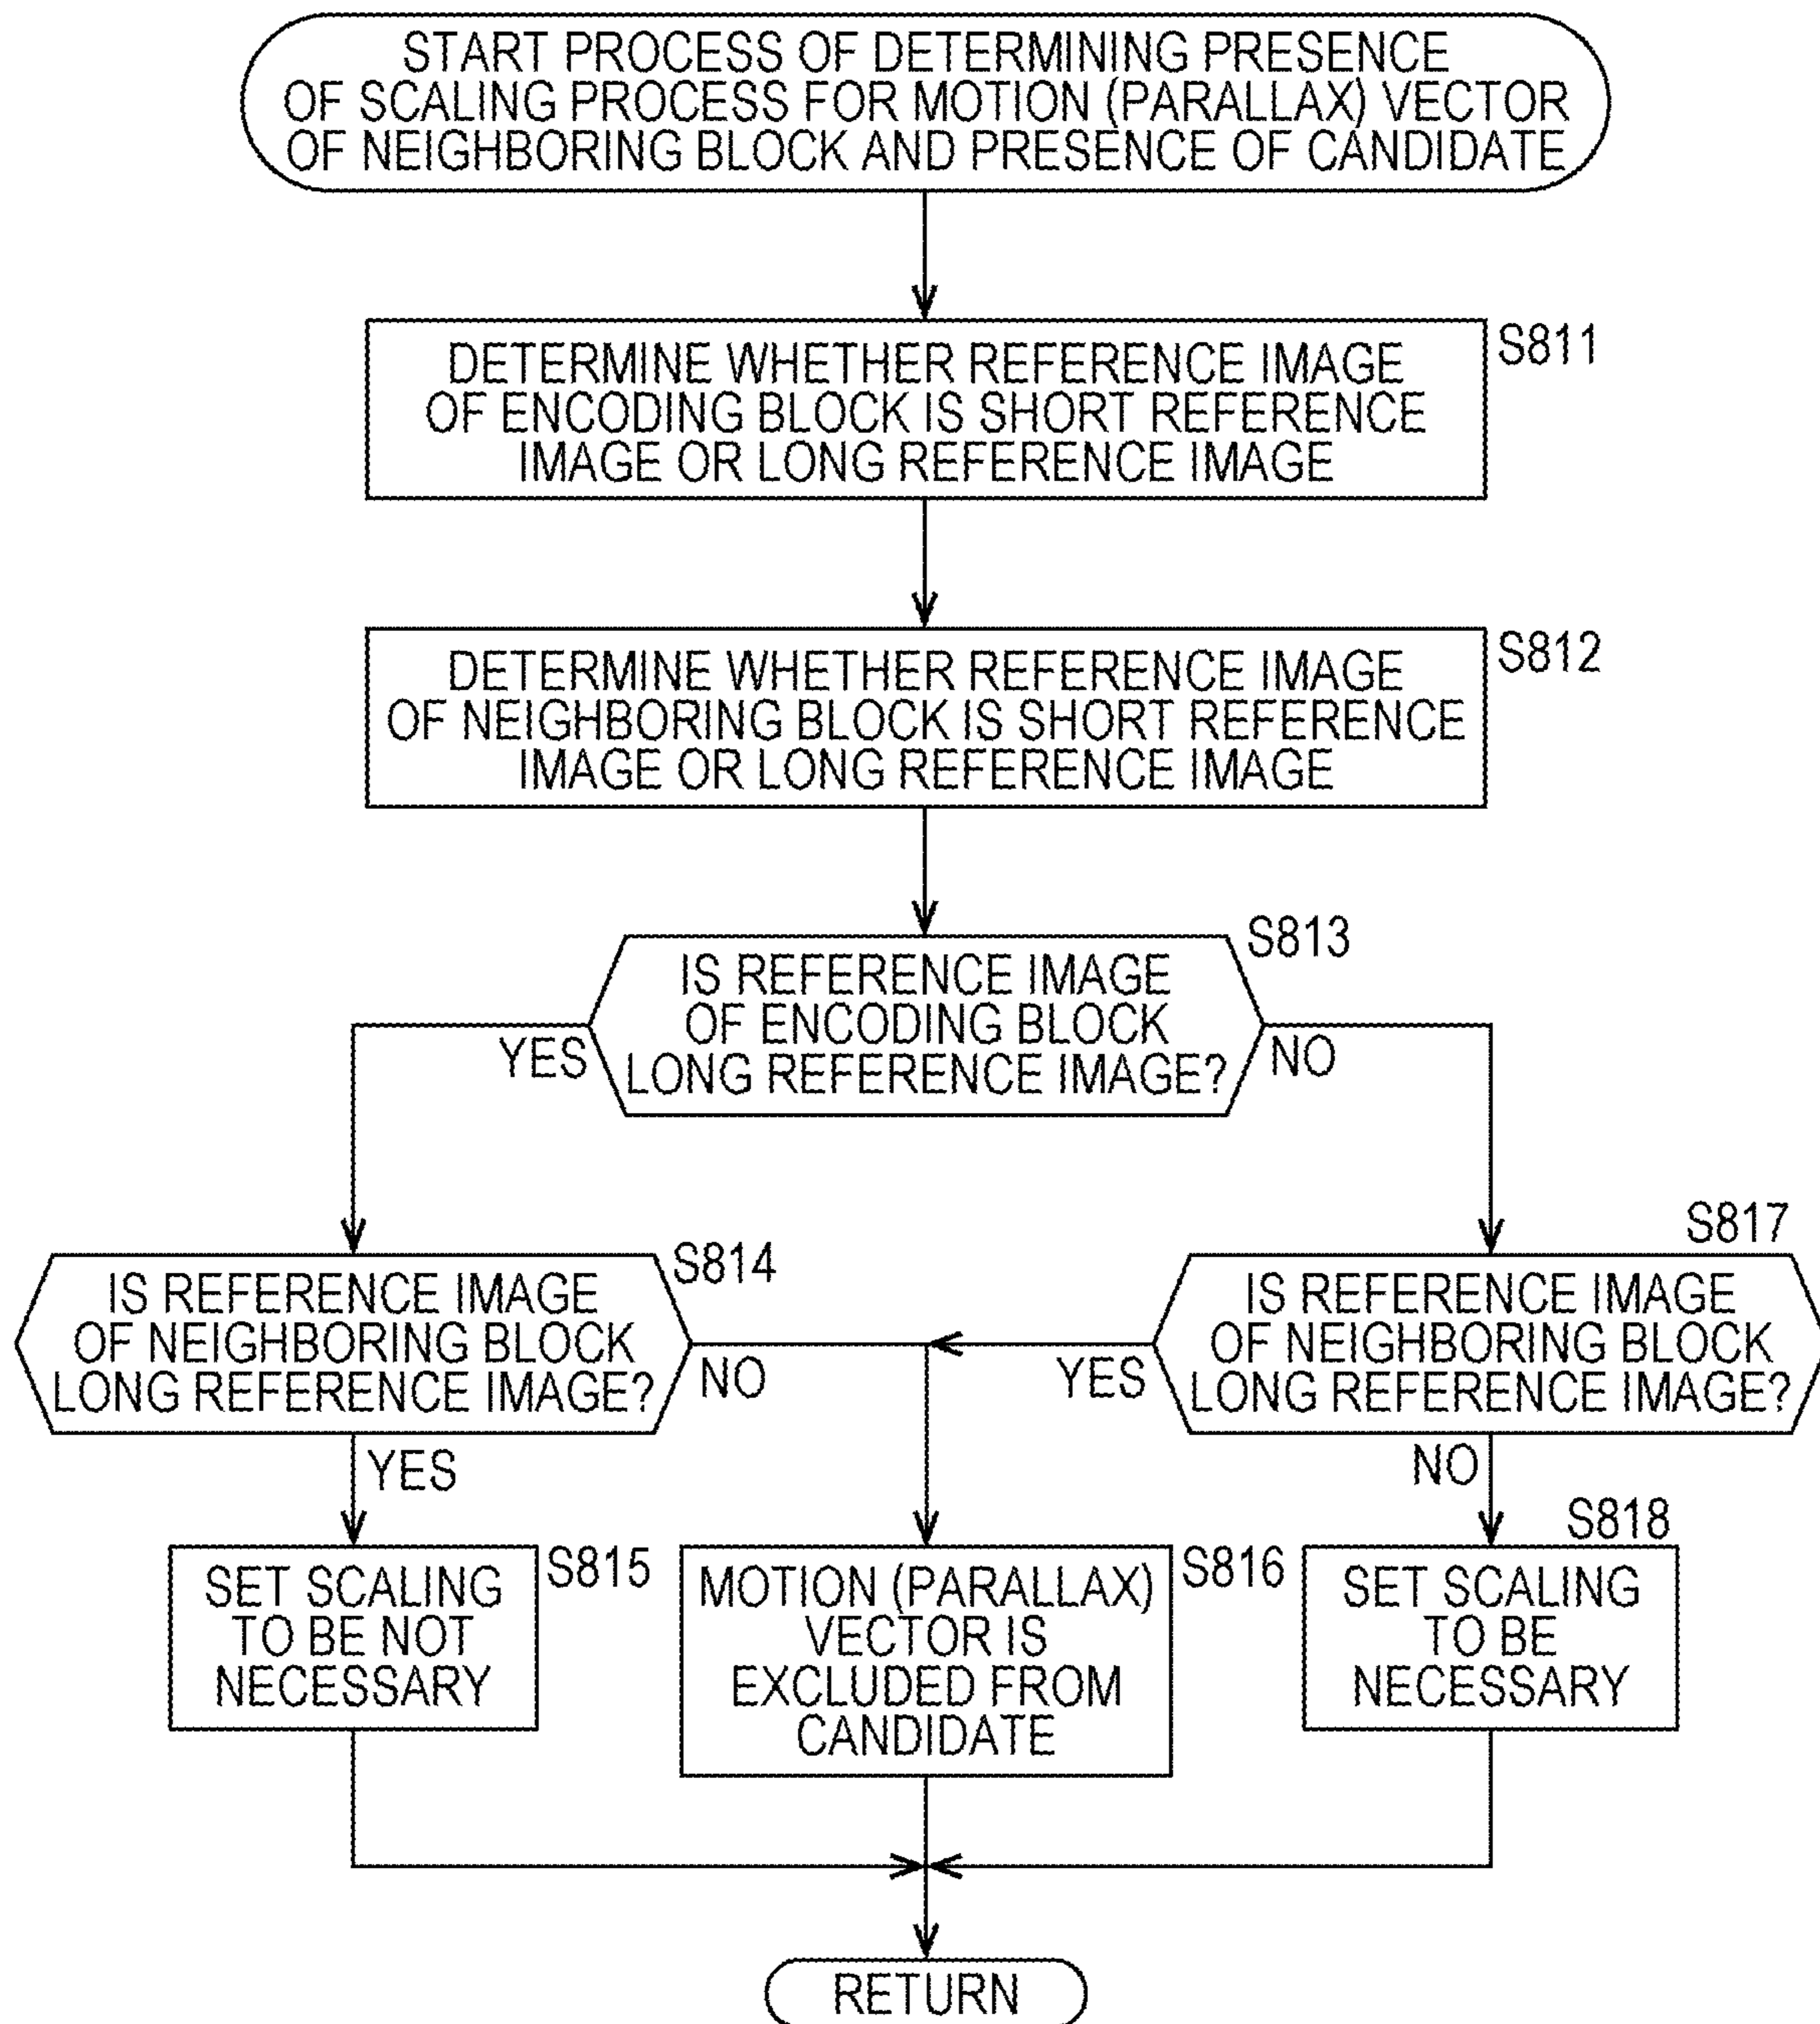 START PROCESS OF DETERMINING PRESENCE
OF SCALING PROCESS FOR MOTION (PARALLAX) VECTOR
OF NEIGHBORING BLOCK AND PRESENCE OF CANDIDATE
S811
DETERMINE WHETHER REFERENCE IMAGE
OF ENCODING BLOCK IS SHORT REFERENCE
IMAGE OR LONG REFERENCE IMAGE
S812
DETERMINE WHETHER REFERENCE IMAGE
OF NEIGHBORING BLOCK IS SHORT REFERENCE
IMAGE OR LONG REFERENCE IMAGE
S813
IS REFERENCE IMAGE
OF ENCODING BLOCK
LONG REFERENCE IMAGE?
YES
NO
S814
IS REFERENCE IMAGE
OF NEIGHBORING BLOCK
LONG REFERENCE IMAGE?
NO
YES
S817
IS REFERENCE IMAGE
OF NEIGHBORING BLOCK
LONG REFERENCE IMAGE?
YES
NO
S815
SET SCALING
TO BE NOT
NECESSARY
S816
MOTION (PARALLAX)
VECTOR IS
EXCLUDED FROM
CANDIDATE
S818
SET SCALING
TO BE
NECESSARY
RETURN